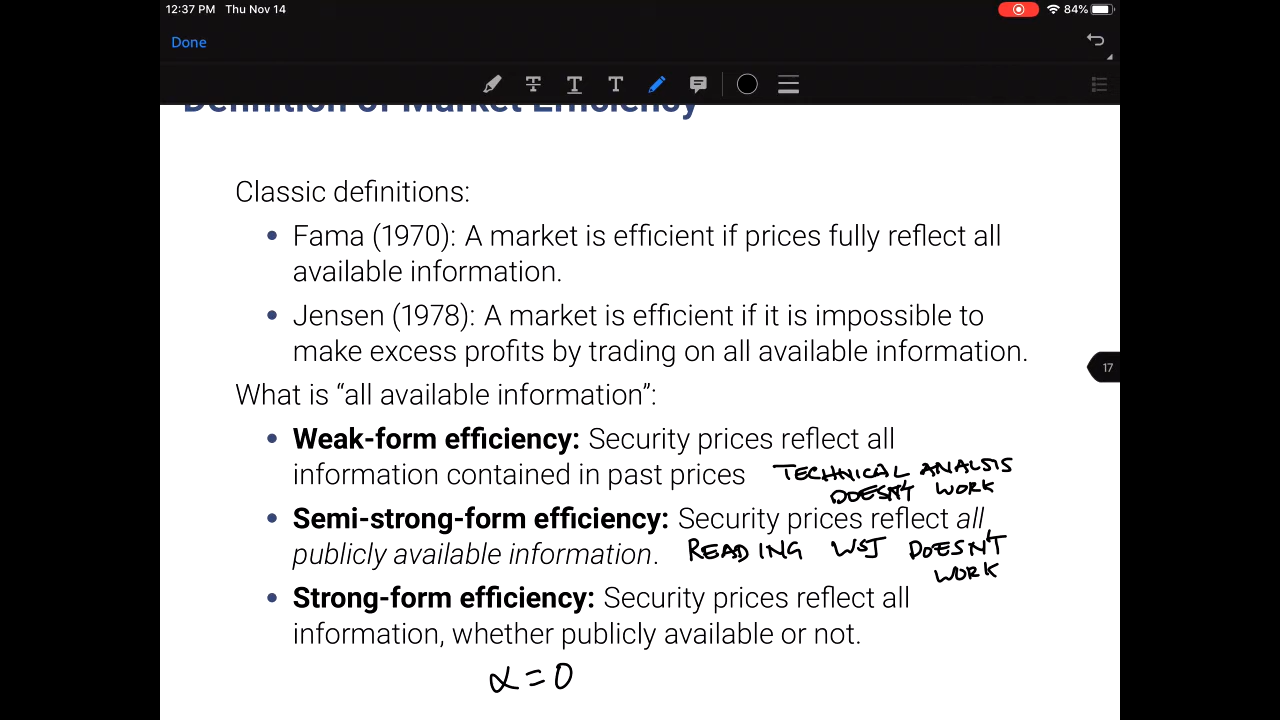 12:37 PM Thu Nov 14
84%
Done
T T T
Definition of Market Efficiency
Classic definitions:
• Fama (1970): A market is efficient if prices fully reflect all
available information.
• Jensen (1978): A market is efficient if it is impossible to
make excess profits by trading on all available information.
17
What is “all available information”:
• Weak-form efficiency: Security prices reflect all
information contained in past prices TECHNICAL ANALSIS
DOESN'T WORK
• Semi-strong-form efficiency: Security prices reflect all
publicly available information. READING WSJ DOESN'T
WORK
• Strong-form efficiency: Security prices reflect all
information, whether publicly available or not.
α = 0